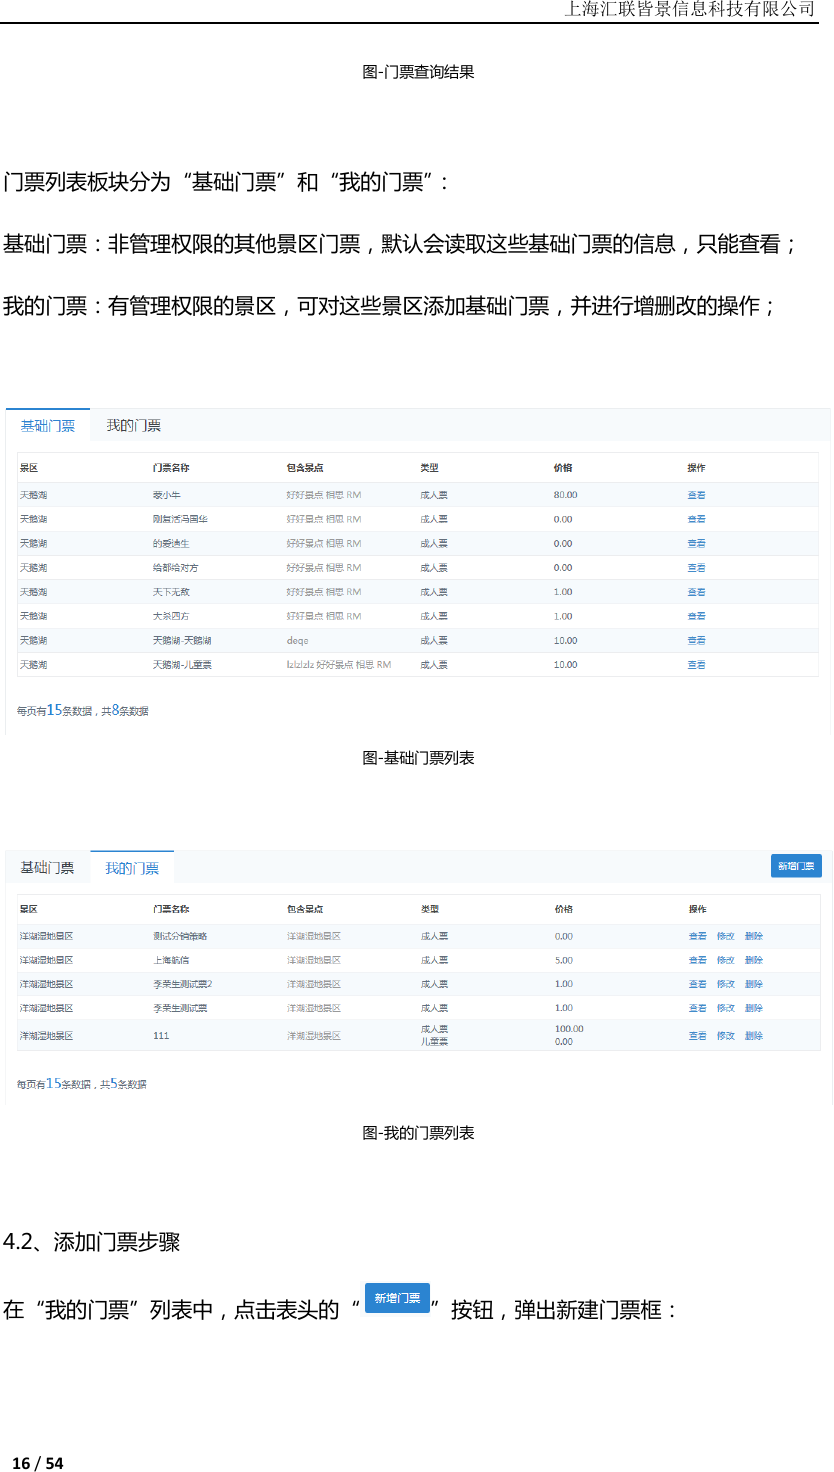 上海汇联皆景信息科技有限公司
图-门票查询结果
门票列表板块分为“基础门票”和“我的门票”:
基础门票：非管理权限的其他景区门票，默认会读取这些基础门票的信息，只能查看；
我的门票：有管理权限的景区，可对这些景区添加基础门票，并进行增删改的操作；
基础门票 我的门票
景区 门票名称 包含景点 类型 价格 操作
天鹅湖 蒙小牛 好好景点 相思 RM 成人票 80.00 查看
天鹅湖 刚复活冯国华 好好景点 相思 RM 成人票 0.00 查看
天鹅湖 的爱迪生 好好景点 相思 RM 成人票 0.00 查看
天鹅湖 给都给对方 好好景点 相思 RM 成人票 0.00 查看
天鹅湖 天下无敌 好好景点 相思 RM 成人票 1.00 查看
天鹅湖 大杀四方 好好景点 相思 RM 成人票 1.00 查看
天鹅湖 天鹅湖-天鹅湖 deqe 成人票 10.00 查看
天鹅湖 天鹅湖-儿童票 lzlzlzlz 好好景点 相思 RM 成人票 10.00 查看
每页有15条数据，共8条数据
图-基础门票列表
基础门票 我的门票 新增门票
景区 门票名称 包含景点 类型 价格 操作
洋湖湿地景区 测试分销策略 洋湖湿地景区 成人票 0.00 查看 修改 删除
洋湖湿地景区 上海航信 洋湖湿地景区 成人票 5.00 查看 修改 删除
洋湖湿地景区 李荣生测试票2 洋湖湿地景区 成人票 1.00 查看 修改 删除
洋湖湿地景区 李荣生测试票 洋湖湿地景区 成人票 1.00 查看 修改 删除
洋湖湿地景区 111 洋湖湿地景区 成人票 100.00 查看 修改 删除
儿童票 0.00
每页有15条数据，共5条数据
图-我的门票列表
4.2、添加门票步骤
在“我的门票”列表中，点击表头的“新增门票”按钮，弹出新建门票框：
16 / 54